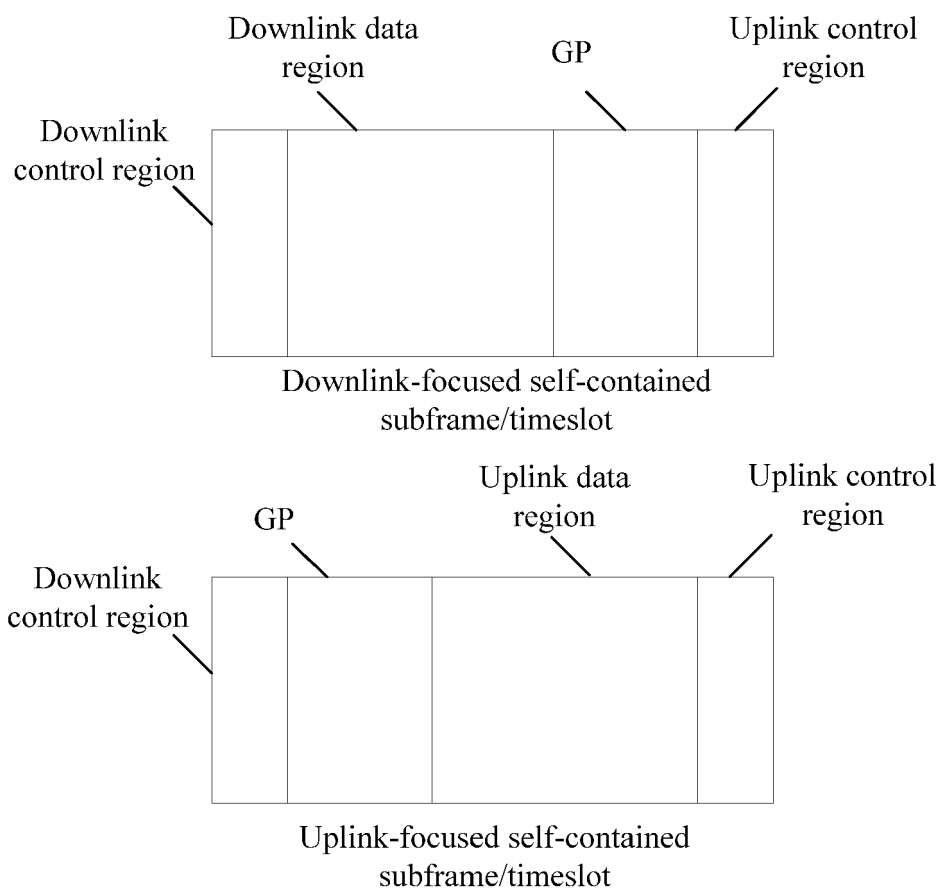 Downlink data
region
GP
Uplink control
region
Downlink
control region
Downlink-focused self-contained
subframe/timeslot
Uplink data
region
Uplink control
region
GP
Downlink
control region
Uplink-focused self-contained
subframe/timeslot